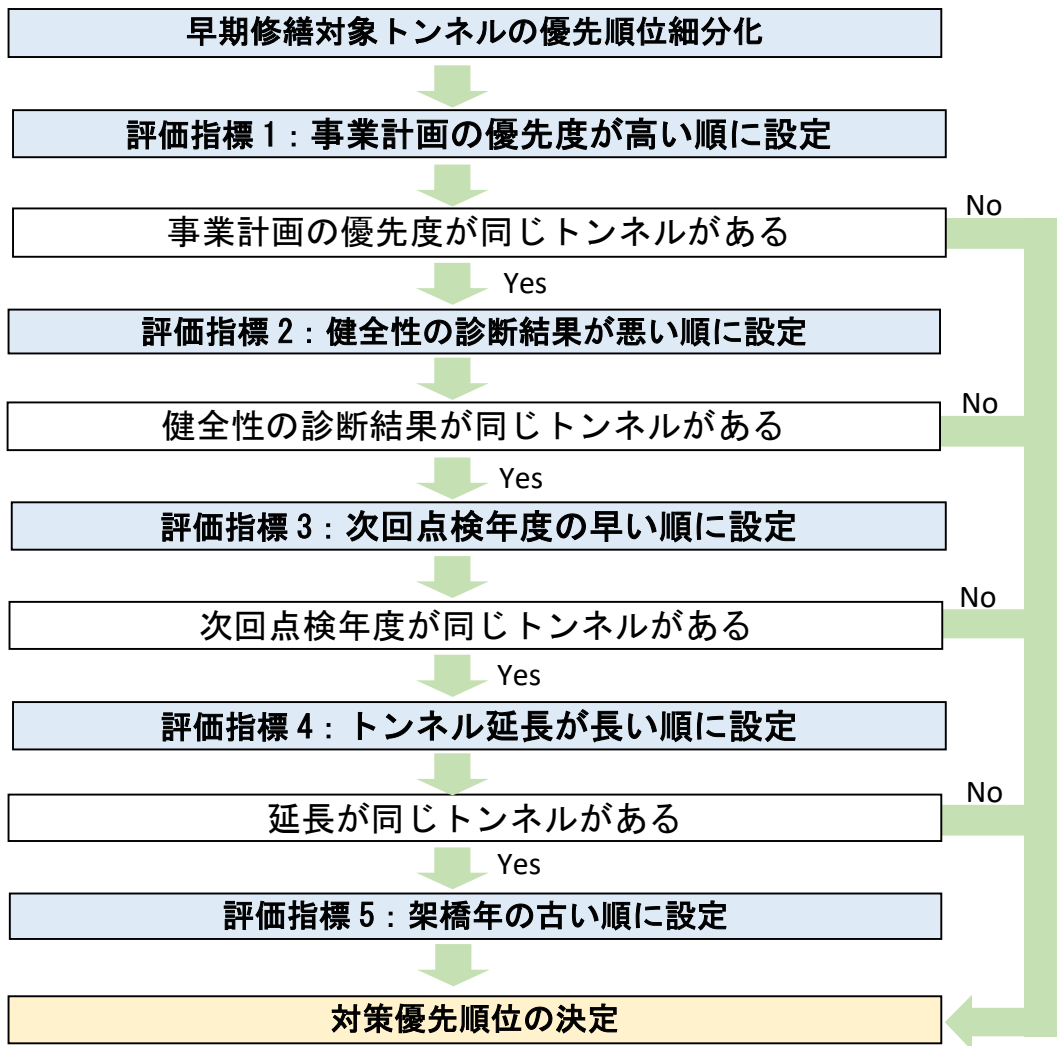 早期修繕対象トンネルの優先順位細分化
評価指標1：事業計画の優先度が高い順に設定
事業計画の優先度が同じトンネルがある
No
Yes
評価指標2：健全性の診断結果が悪い順に設定
健全性の診断結果が同じトンネルがある
No
Yes
評価指標3：次回点検年度の早い順に設定
次回点検年度が同じトンネルがある
No
Yes
評価指標4：トンネル延長が長い順に設定
延長が同じトンネルがある
No
Yes
評価指標5：架橋年の古い順に設定
対策優先順位の決定